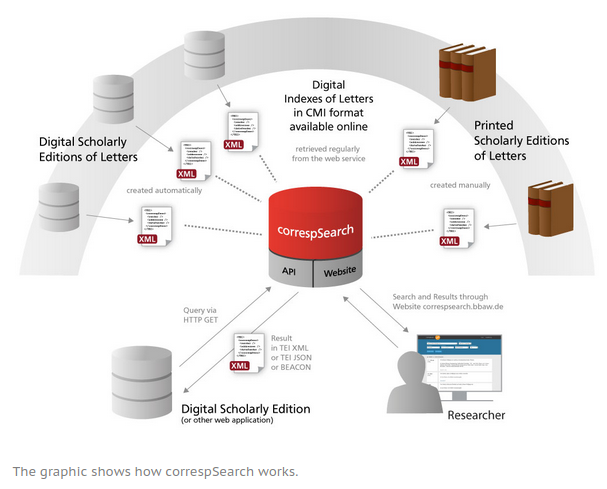 Digital
Indexes of Letters
in CMI format
available online
retrieved regularly
from the web service
Digital Scholarly
Editions of Letters
Printed
Scholarly Editions
of Letters
XML
XML
XML
created automatically
XML
created manually
XML
correspSearch
API
Website
Query via
HTTP GET
Search and Results through
Website correspsearch.bbaw.de
XML
Result
in TEI XML
or TEI JSON
or BEACON
Digital Scholarly Edition
(or other web application)
Researcher
The graphic shows how correspSearch works.